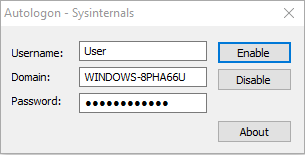 Autologon - Sysinternals
Username: User Enable
Domain: WINDOWS-8PHA66U Disable
Password: ●●●●●●●●●●●●
About